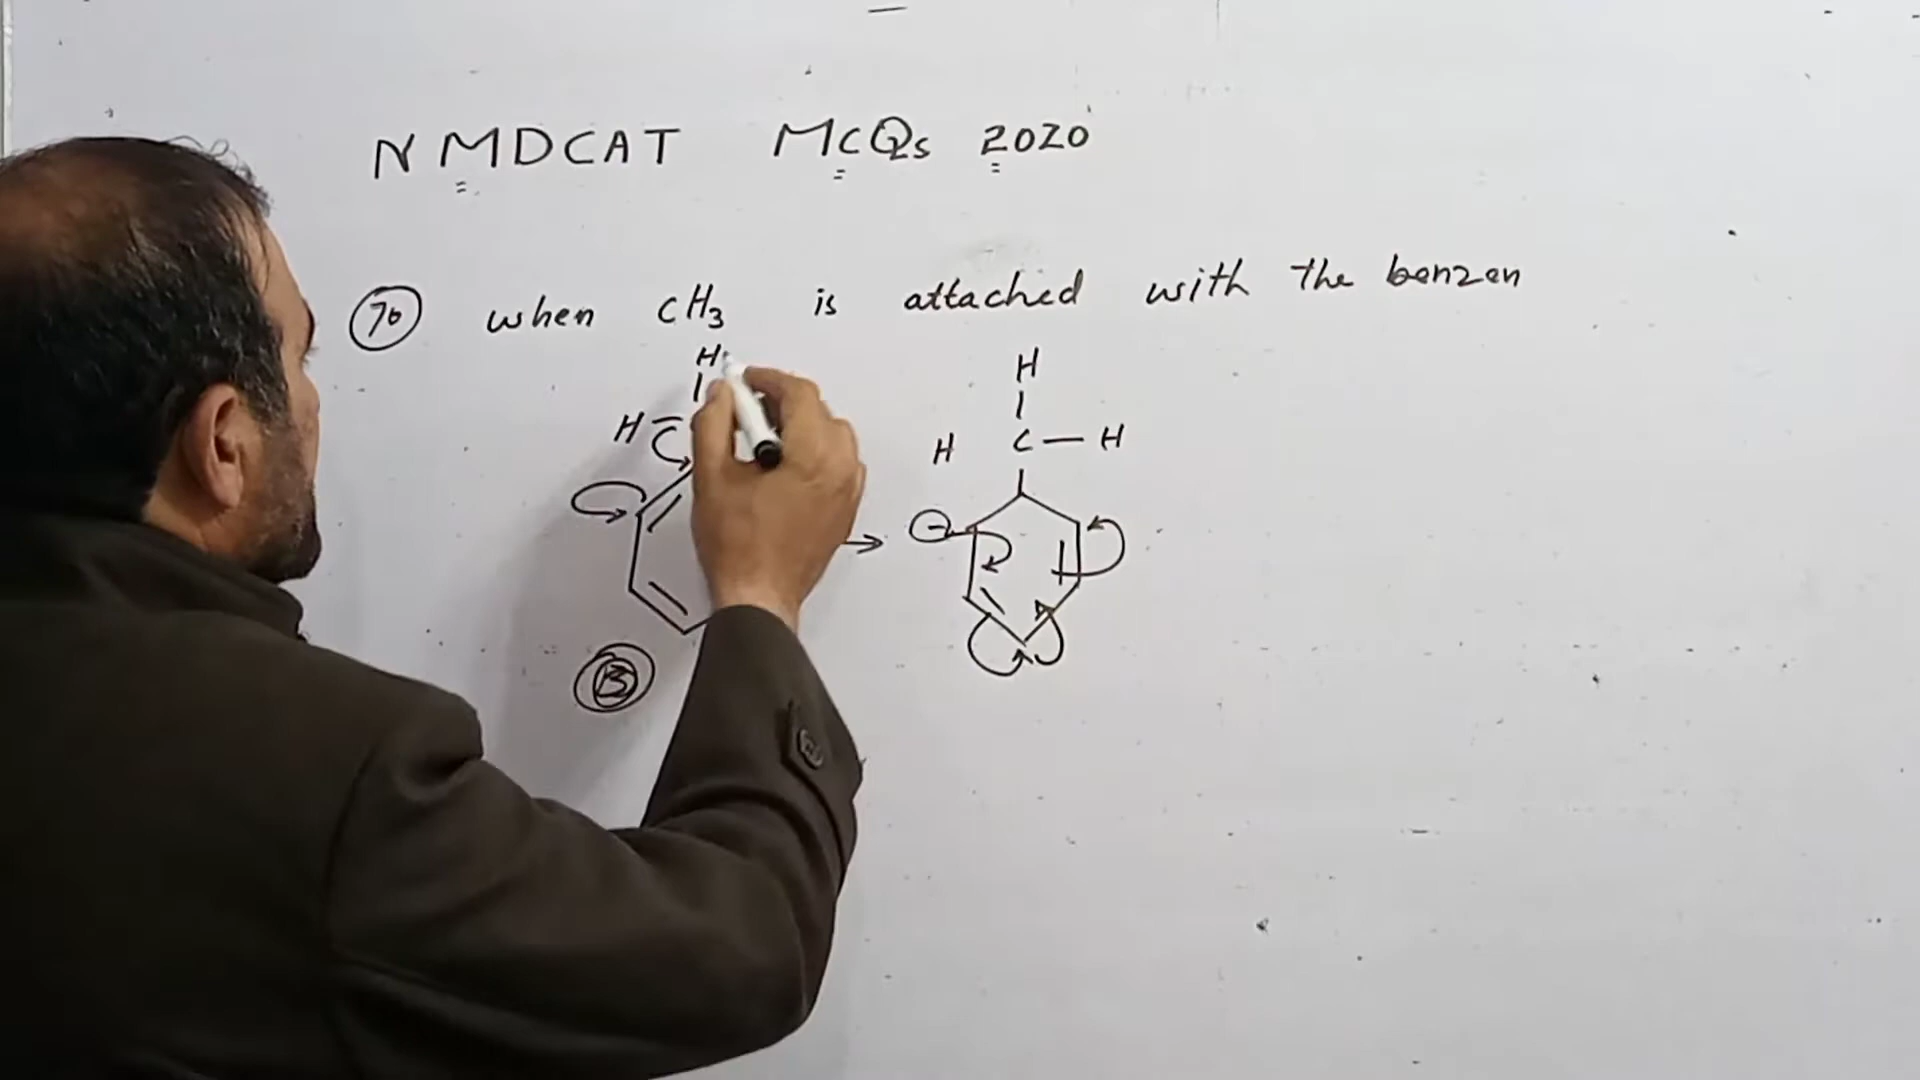 NMDCAT MCQs 2020
70 when CH3 is attached with the benzen
H
H
H
C — H
H
B